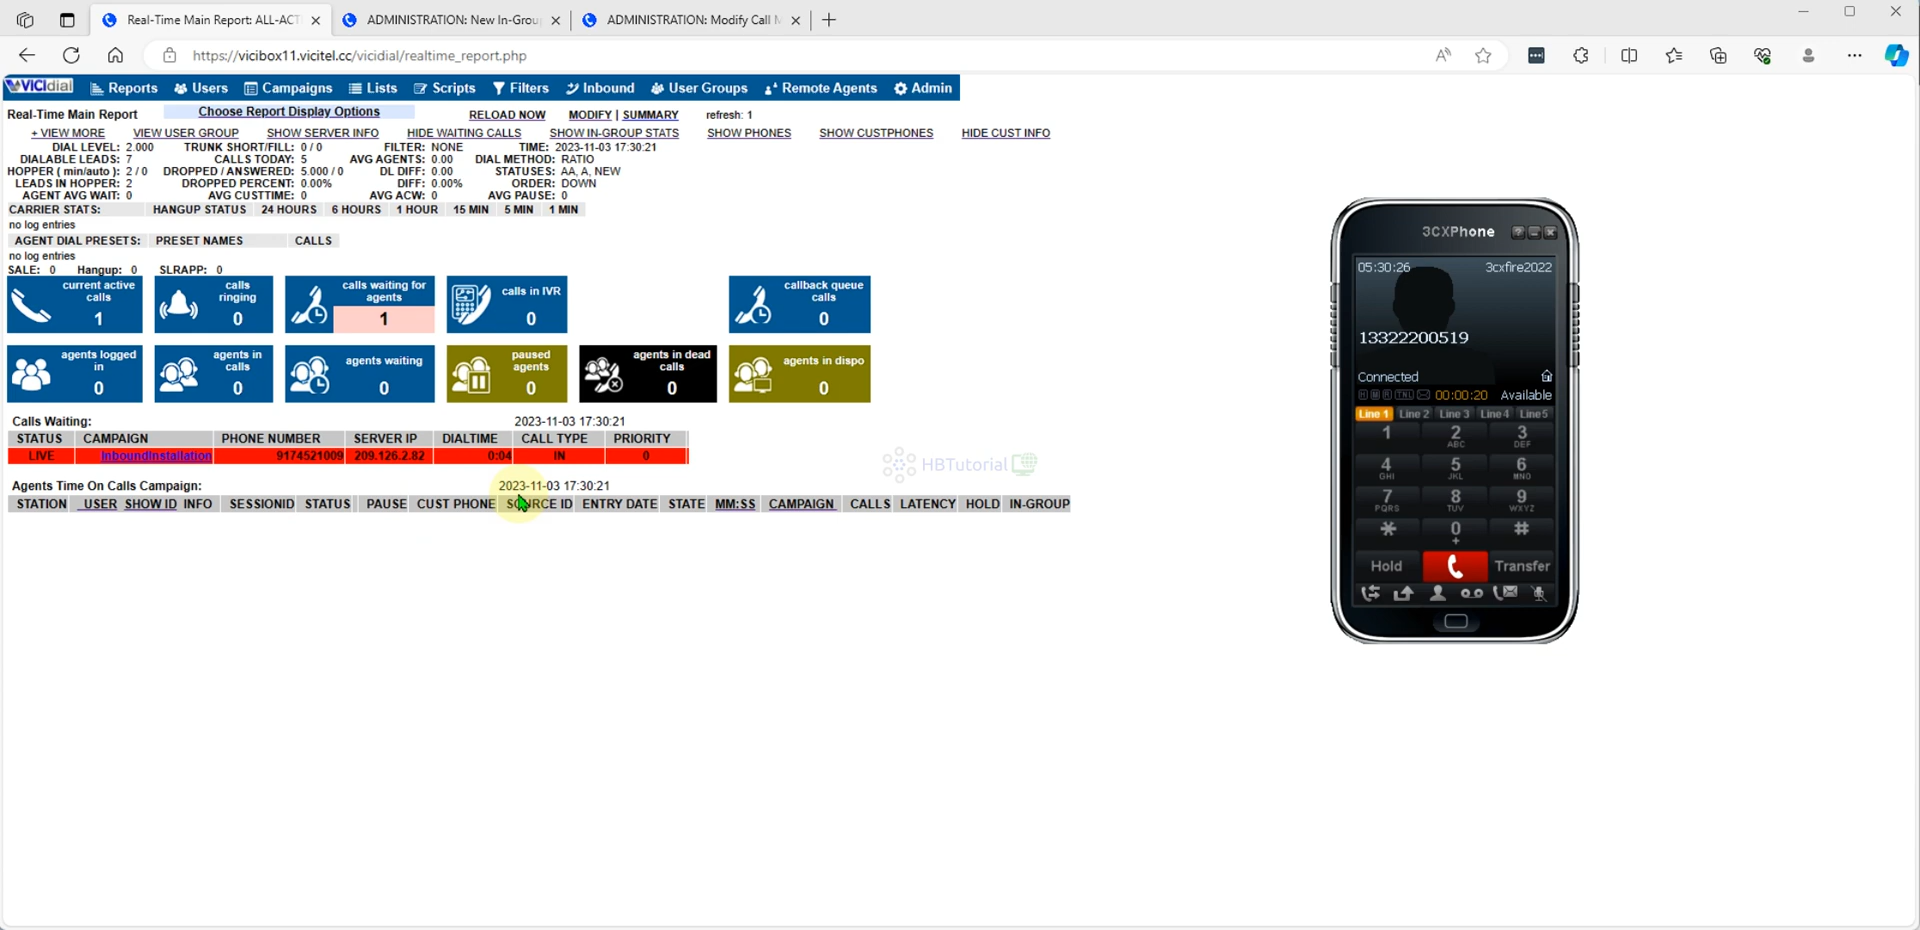 Real-Time Main Report: ALL-ACTI
ADMINISTRATION: New In-Grou
ADMINISTRATION: Modify Call M
https://vicibox11.vicitel.cc/vicidial/realtime_report.php
VICIdial Reports Users Campaigns Lists Scripts Filters Inbound User Groups Remote Agents Admin
Real-Time Main Report Choose Report Display Options RELOAD NOW MODIFY | SUMMARY refresh: 1
+ VIEW MORE VIEW USER GROUP SHOW SERVER INFO HIDE WAITING CALLS SHOW IN-GROUP STATS SHOW PHONES SHOW CUSTPHONES HIDE CUST INFO
DIAL LEVEL: 2.000 TRUNK SHORT/FILL: 0 / 0 FILTER: NONE TIME: 2023-11-03 17:30:21
DIALABLE LEADS: 7 CALLS TODAY: 5 AVG AGENTS: 0.00 DIAL METHOD: RATIO
HOPPER ( min/auto ): 2 / 0 DROPPED / ANSWERED: 5.000 / 0 DL DIFF: 0.00 STATUSES: AA, A, NEW
LEADS IN HOPPER: 2 DROPPED PERCENT: 0.00% DIFF: 0.00% ORDER: DOWN
AGENT AVG WAIT: 0 AVG CUSTTIME: 0 AVG ACW: 0 AVG PAUSE: 0
CARRIER STATS: HANGUP STATUS 24 HOURS 6 HOURS 1 HOUR 15 MIN 5 MIN 1 MIN
no log entries
AGENT DIAL PRESETS: PRESET NAMES CALLS
no log entries
SALE: 0 Hangup: 0 SLRAPP: 0
current active calls 1
calls ringing 0
calls waiting for agents 1
calls in IVR 0
callback queue calls 0
agents logged in 0
agents in calls 0
agents waiting 0
paused agents 0
agents in dead calls 0
agents in dispo 0
Calls Waiting: 2023-11-03 17:30:21
STATUS CAMPAIGN PHONE NUMBER SERVER IP DIALTIME CALL TYPE PRIORITY
LIVE InboundInstallation 9174521009 209.126.2.82 0:04 IN 0
Agents Time On Calls Campaign: 2023-11-03 17:30:21
STATION USER SHOW ID INFO SESSIONID STATUS PAUSE CUST PHONE SOURCE ID ENTRY DATE STATE MM:SS CAMPAIGN CALLS LATENCY HOLD IN-GROUP
HBTutorial
3CXPhone
05:30:26 3cxfire2022
13322200519
Connected
00:00:20 Available
Line 1 Line 2 Line 3 Line 4 Line 5
1 2 3
ABC DEF
4 5 6
GHI JKL MNO
7 8 9
PQRS TUV WXYZ
* 0 #
+
Hold Transfer